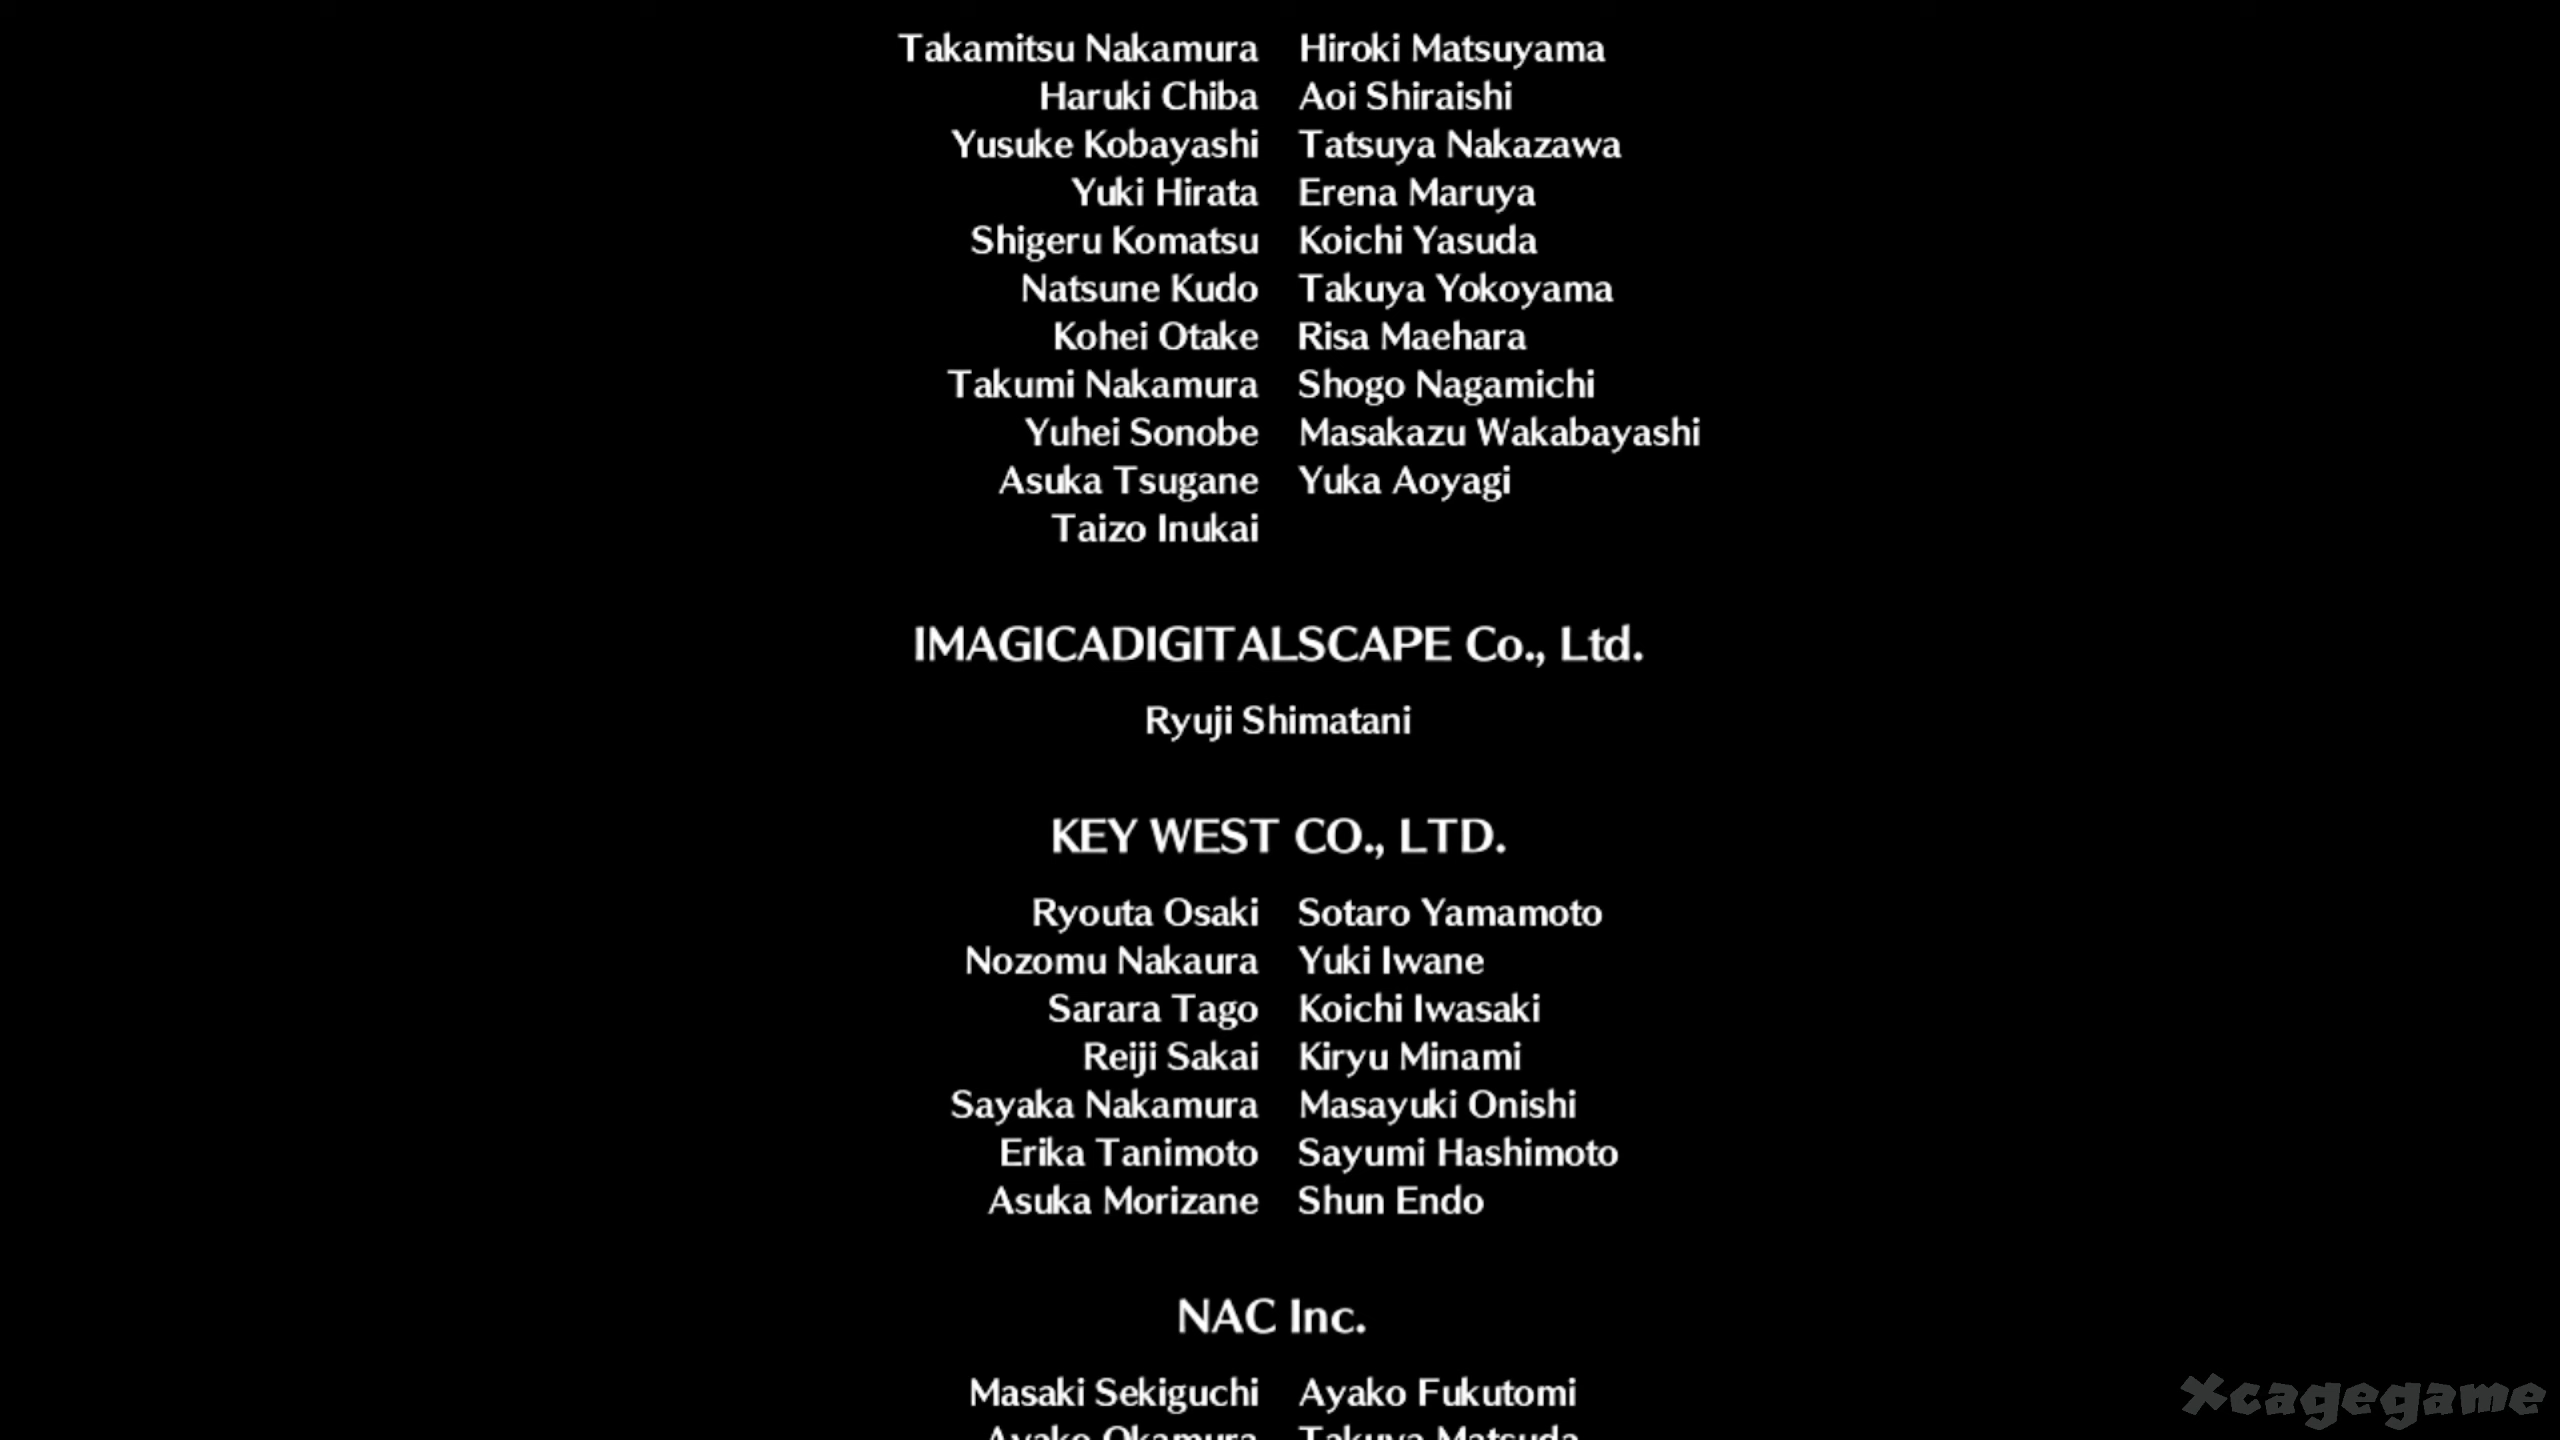 Takamitsu Nakamura Hiroki Matsuyama
Haruki Chiba Aoi Shiraishi
Yusuke Kobayashi Tatsuya Nakazawa
Yuki Hirata Erena Maruya
Shigeru Komatsu Koichi Yasuda
Natsune Kudo Takuya Yokoyama
Kohei Otake Risa Maehara
Takumi Nakamura Shogo Nagamichi
Yuhei Sonobe Masakazu Wakabayashi
Asuka Tsugane Yuka Aoyagi
Taizo Inukai
IMAGICADIGITALSCAPE Co., Ltd.
Ryuji Shimatani
KEY WEST CO., LTD.
Ryouta Osaki Sotaro Yamamoto
Nozomu Nakaura Yuki Iwane
Sarara Tago Koichi Iwasaki
Reiji Sakai Kiryu Minami
Sayaka Nakamura Masayuki Onishi
Erika Tanimoto Sayumi Hashimoto
Asuka Morizane Shun Endo
NAC Inc.
Masaki Sekiguchi Ayako Fukutomi
Ayako Okamura Takuya Matsuda
Xcagegame